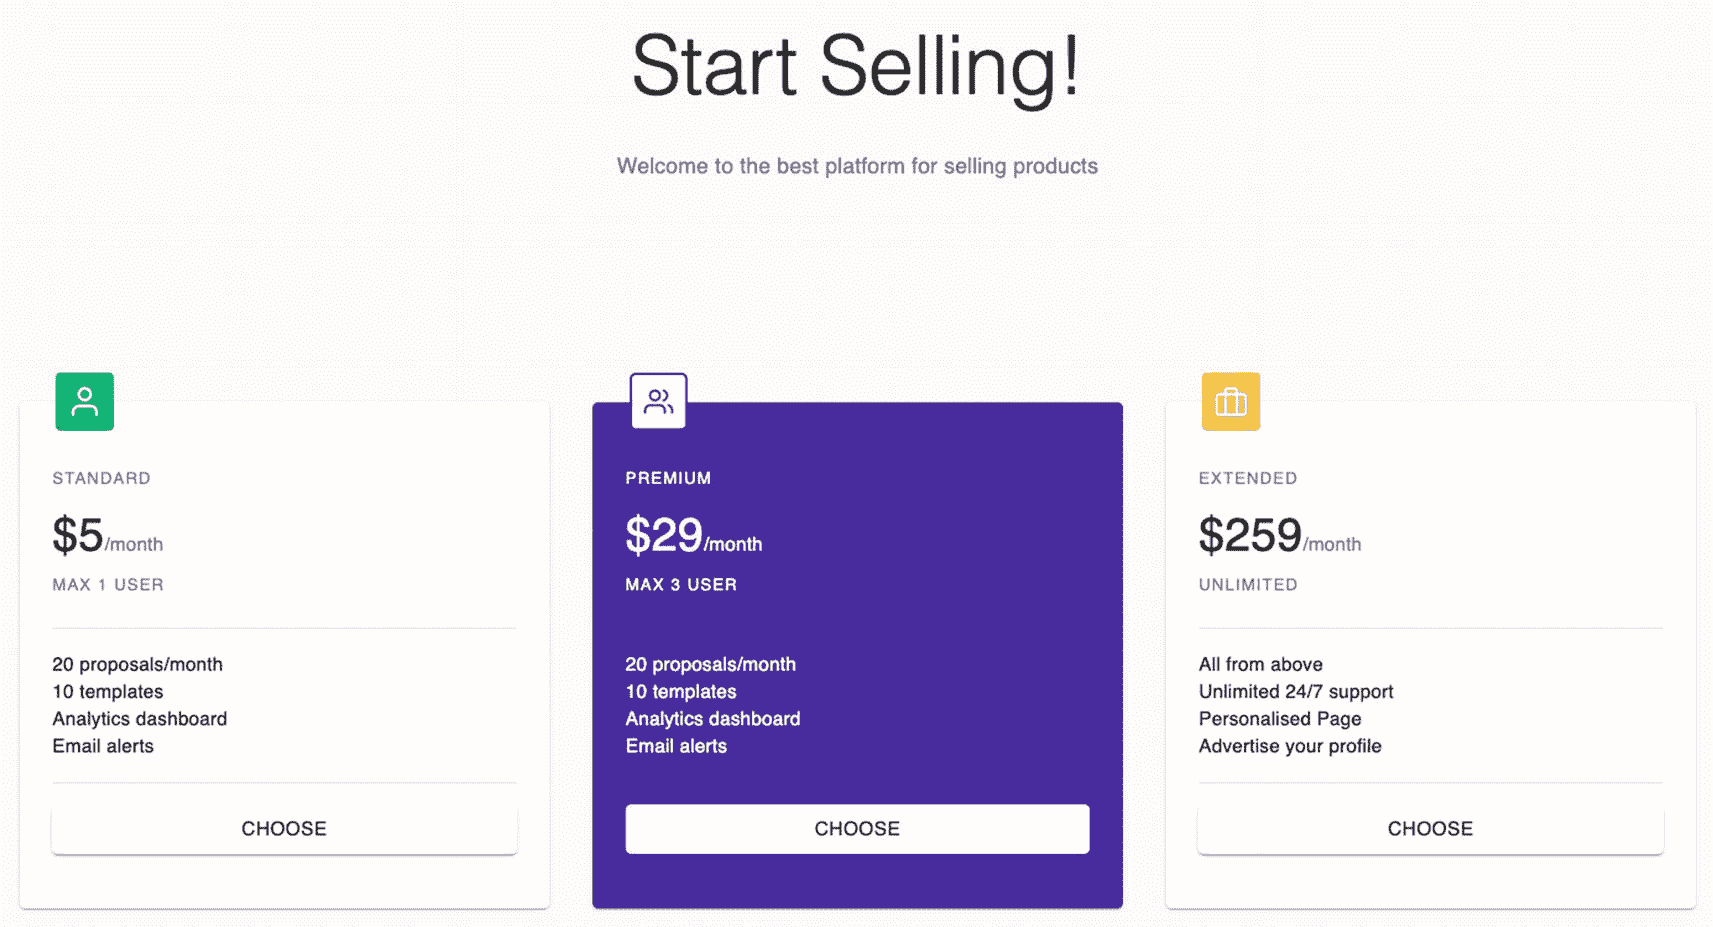 Start Selling!
Welcome to the best platform for selling products
STANDARD
$5/month
MAX 1 USER
20 proposals/month
10 templates
Analytics dashboard
Email alerts
CHOOSE
PREMIUM
$29/month
MAX 3 USER
20 proposals/month
10 templates
Analytics dashboard
Email alerts
CHOOSE
EXTENDED
$259/month
UNLIMITED
All from above
Unlimited 24/7 support
Personalised Page
Advertise your profile
CHOOSE